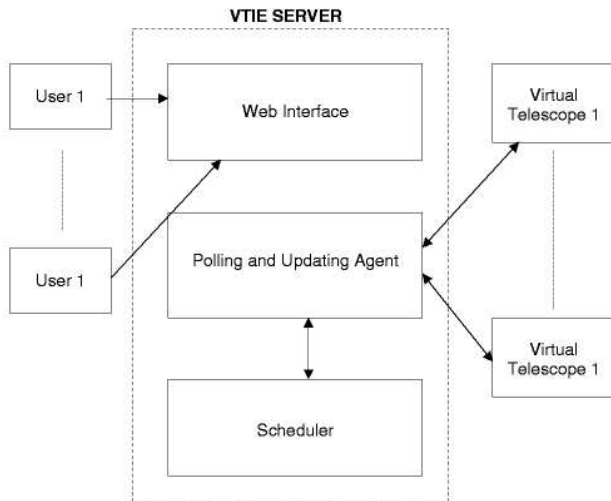 VTIE SERVER
User 1
Web Interface
Virtual
Telescope 1
User 1
Polling and Updating Agent
Virtual
Telescope 1
Scheduler